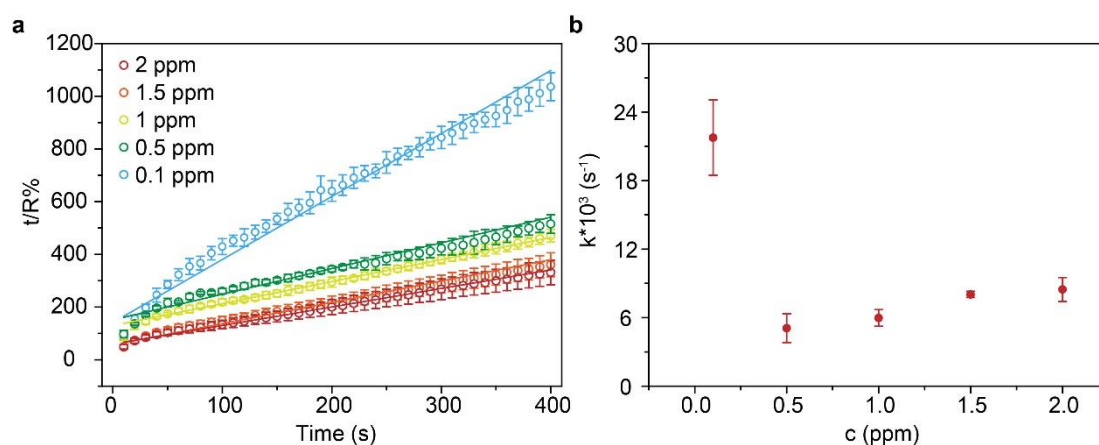 a
t/R%
1200
1000
800
600
400
200
0
2 ppm
1.5 ppm
1 ppm
0.5 ppm
0.1 ppm
0 100 200 300 400
Time (s)
b
k*10³ (s⁻¹)
30
24
18
12
6
0
0.0 0.5 1.0 1.5 2.0
c (ppm)